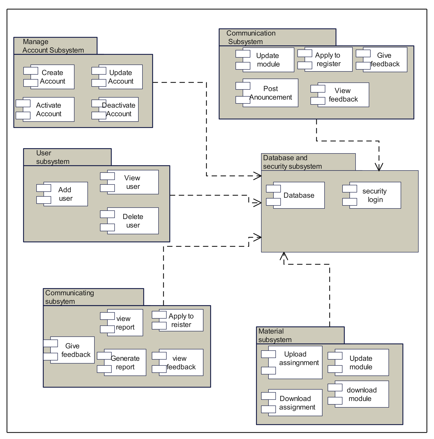 Manage
Account Subsystem
Create
Account
Update
Account
Activate
Account
Deactivate
Account
Communication
Subsystem
Update
module
Apply to
register
Give
feedback
Post
Anouncement
View
feedback
User
subsystem
Add
user
View
user
Delete
user
Database and
security subsystem
Database
security
login
Communicating
subsytem
view
report
Apply to
reister
Give
feedback
Generate
report
view
feedback
Material
subsystem
Upload
assingnment
Update
module
Download
assignment
download
module